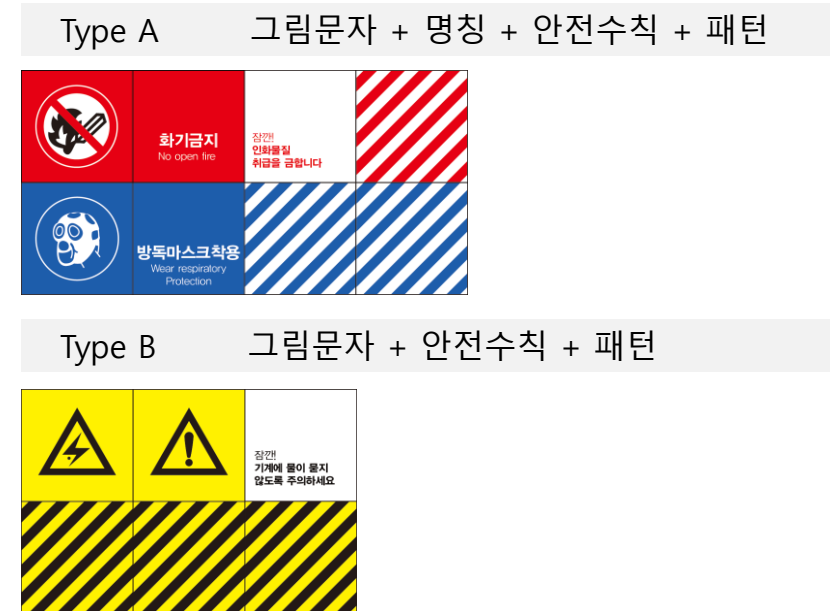 Type A 그림문자 + 명칭 + 안전수칙 + 패턴
화기금지
No open fire
잠깐!
인화물질
취급을 금합니다
방독마스크착용
Wear respiratory
Protection
Type B 그림문자 + 안전수칙 + 패턴
잠깐!
기계에 물이 묻지
않도록 주의하세요